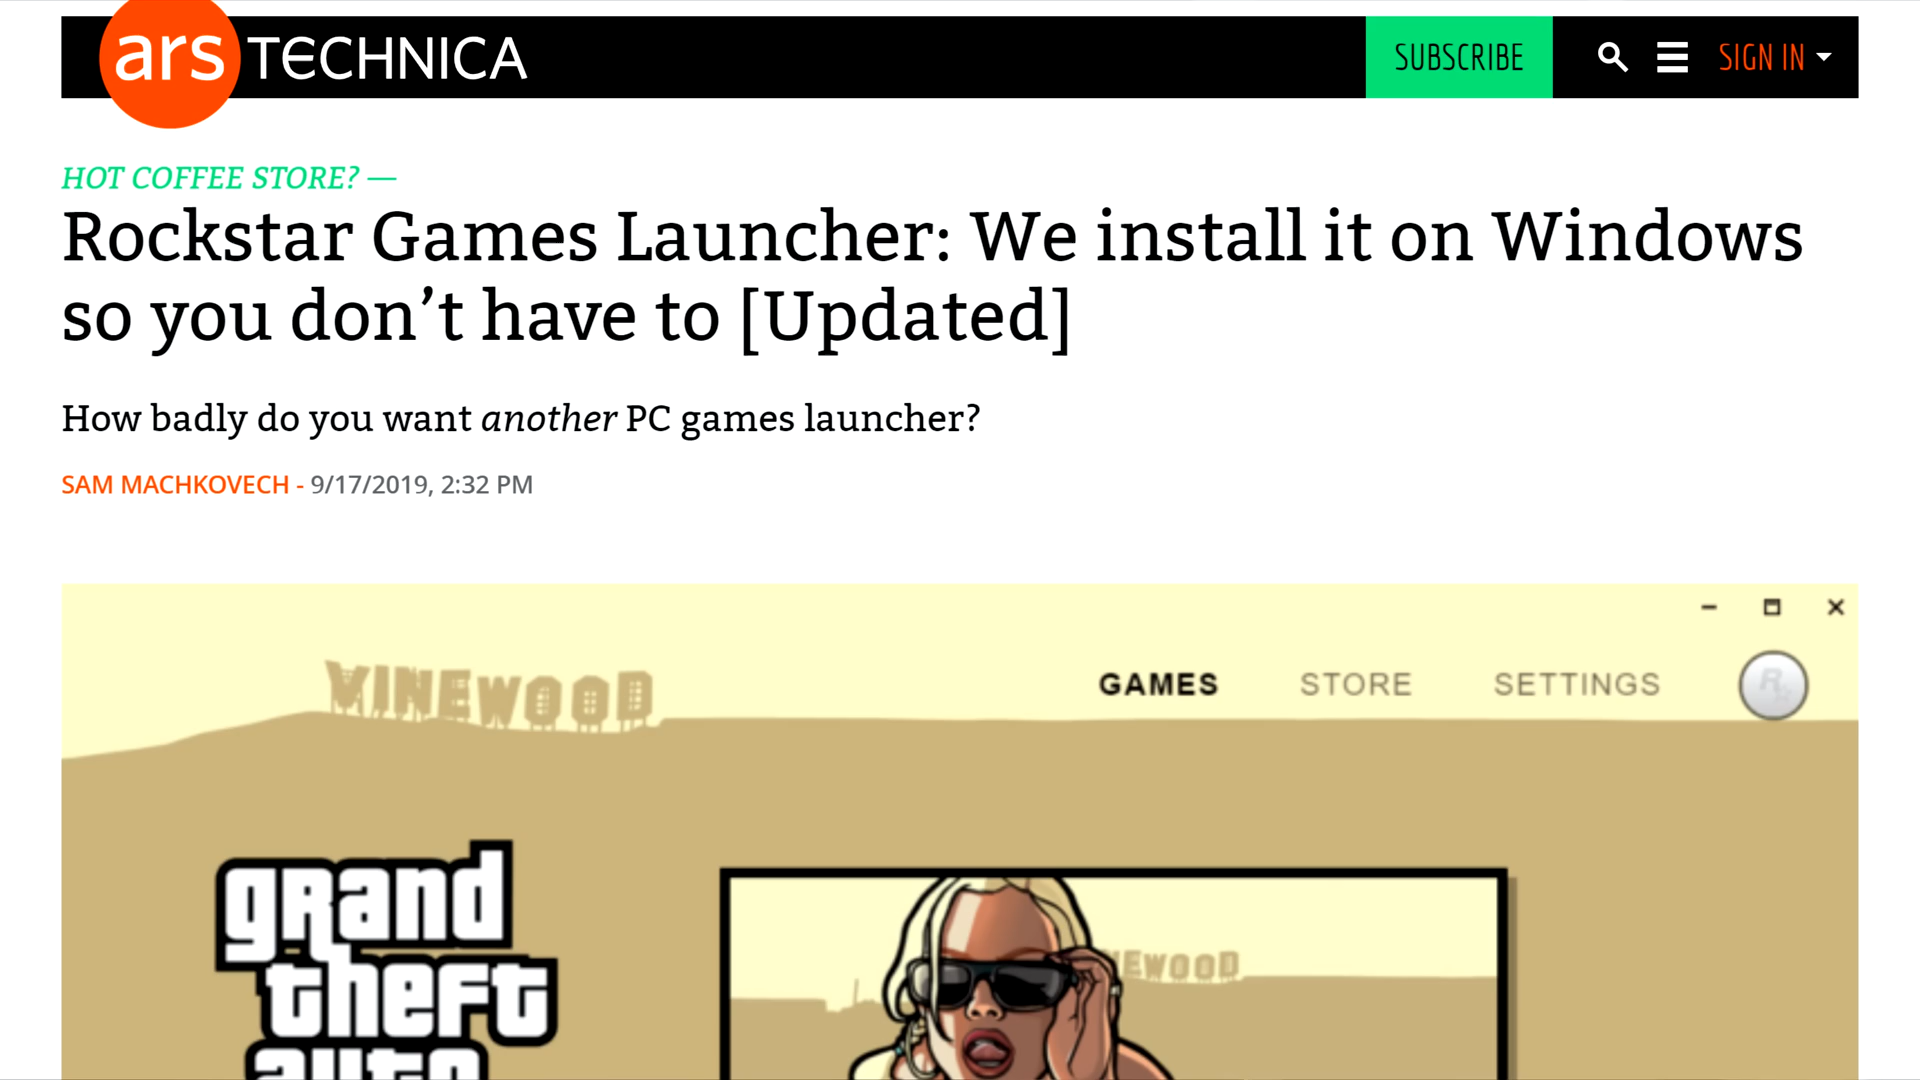 ars TECHNICA
SUBSCRIBE
SIGN IN
HOT COFFEE STORE? —
Rockstar Games Launcher: We install it on Windows
so you don’t have to [Updated]
How badly do you want another PC games launcher?
SAM MACHKOVECH - 9/17/2019, 2:32 PM
VINEWOOD
GAMES
STORE
SETTINGS
R
grand
theft
auto
INEWOOD